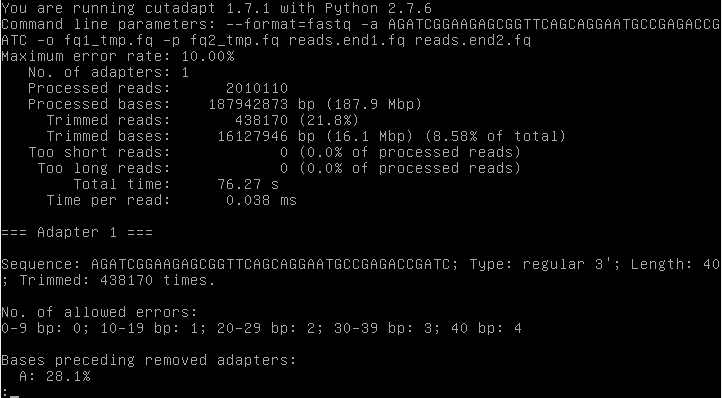 You are running cutadapt 1.7.1 with Python 2.7.6
Command line parameters: --format=fastq -a AGATCGGAAGAGCGGTTCAGCAGGAATGCCGAGACCG
ATC -o fq1_tmp.fq -p fq2_tmp.fq reads.end1.fq reads.end2.fq
Maximum error rate: 10.00%
No. of adapters: 1
Processed reads: 2010110
Processed bases: 187942873 bp (187.9 Mbp)
Trimmed reads: 438170 (21.8%)
Trimmed bases: 16127946 bp (16.1 Mbp) (8.58% of total)
Too short reads: 0 (0.0% of processed reads)
Too long reads: 0 (0.0% of processed reads)
Total time: 76.27 s
Time per read: 0.038 ms
=== Adapter 1 ===
Sequence: AGATCGGAAGAGCGGTTCAGCAGGAATGCCGAGACCGATC; Type: regular 3'; Length: 40
; Trimmed: 438170 times.
No. of allowed errors:
0-9 bp: 0; 10-19 bp: 1; 20-29 bp: 2; 30-39 bp: 3; 40 bp: 4
Bases preceding removed adapters:
A: 28.1%
: